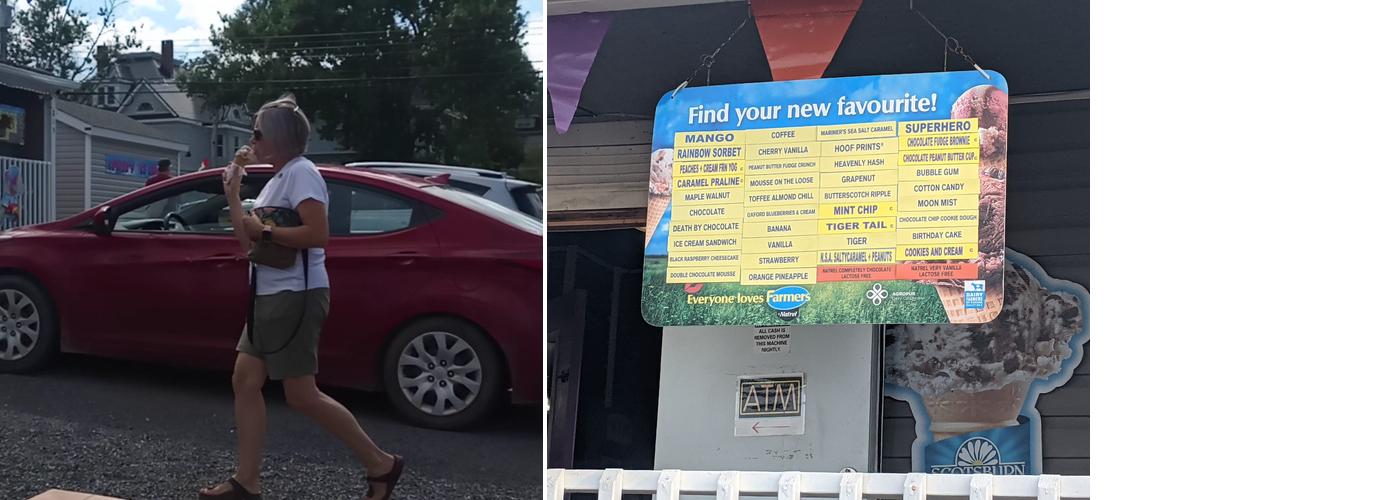 Find your new favourite!
MANGO
RAINBOW SORBET
PEACHES + CREAM FRN YOG c
CARAMEL PRALINE c
MAPLE WALNUT
CHOCOLATE
DEATH BY CHOCOLATE
ICE CREAM SANDWICH
BLACK RASPBERRY CHEESECAKE
DOUBLE CHOCOLATE MOUSSE
COFFEE
CHERRY VANILLA
PEANUT BUTTER FUDGE CRUNCH
MOUSSE ON THE LOOSE
TOFFEE ALMOND CHILL
OXFORD BLUEBERRIES & CREAM
BANANA
VANILLA
STRAWBERRY
ORANGE PINEAPPLE
MARINER'S SEA SALT CARAMEL
HOOF PRINTS®
HEAVENLY HASH
GRAPENUT
BUTTERSCOTCH RIPPLE
MINT CHIP c
TIGER TAIL c
TIGER
N.S.A. SALTYCARAMEL + PEANUTS
NATREL COMPLETELY CHOCOLATE
LACTOSE FREE
SUPERHERO
CHOCOLATE FUDGE BROWNIE c
CHOCOLATE PEANUT BUTTER CUP c
BUBBLE GUM
COTTON CANDY
MOON MIST
CHOCOLATE CHIP COOKIE DOUGH
BIRTHDAY CAKE
COOKIES AND CREAM c
NATREL VERY VANILLA
LACTOSE FREE
Everyone loves Farmers
Natrel
AGROPUR
DAIRY
FARMERS
ALL CASH IS
REMOVED FROM
THIS MACHINE
NIGHTLY.
ATM
SCOTSBURN